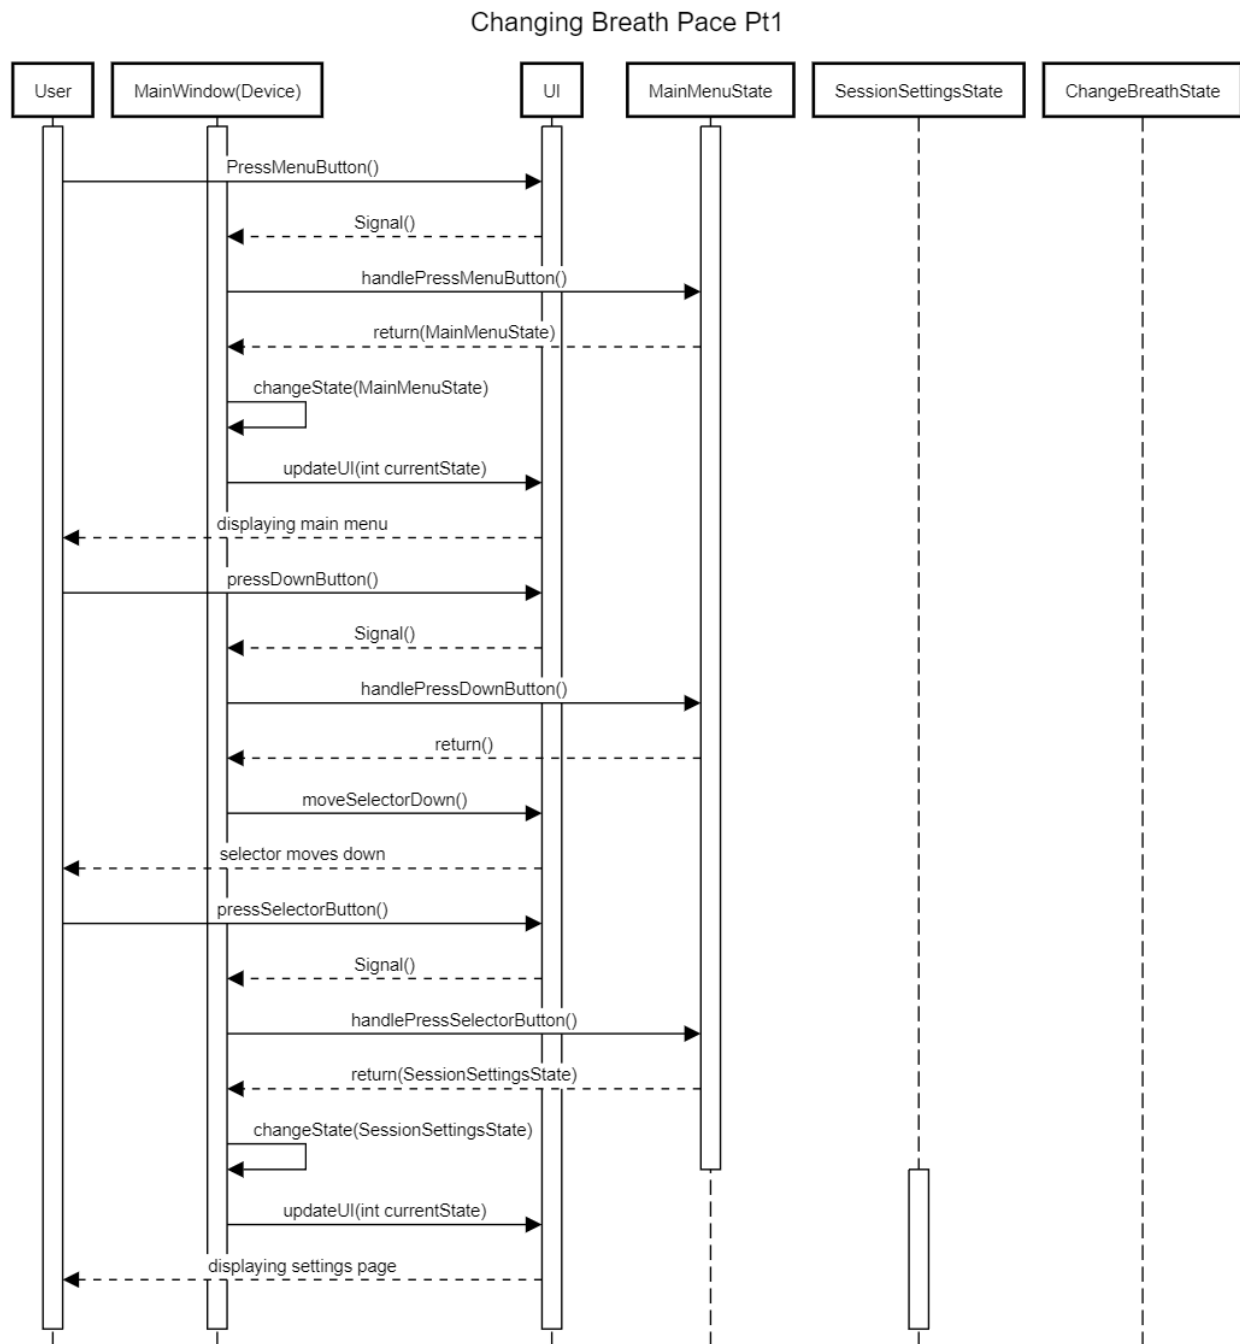 Changing Breath Pace Pt1
User
MainWindow(Device)
UI
MainMenuState
SessionSettingsState
ChangeBreathState
PressMenuButton()
Signal()
handlePressMenuButton()
return(MainMenuState)
changeState(MainMenuState)
updateUI(int currentState)
displaying main menu
pressDownButton()
Signal()
handlePressDownButton()
return()
moveSelectorDown()
selector moves down
pressSelectorButton()
Signal()
handlePressSelectorButton()
return(SessionSettingsState)
changeState(SessionSettingsState)
updateUI(int currentState)
displaying settings page